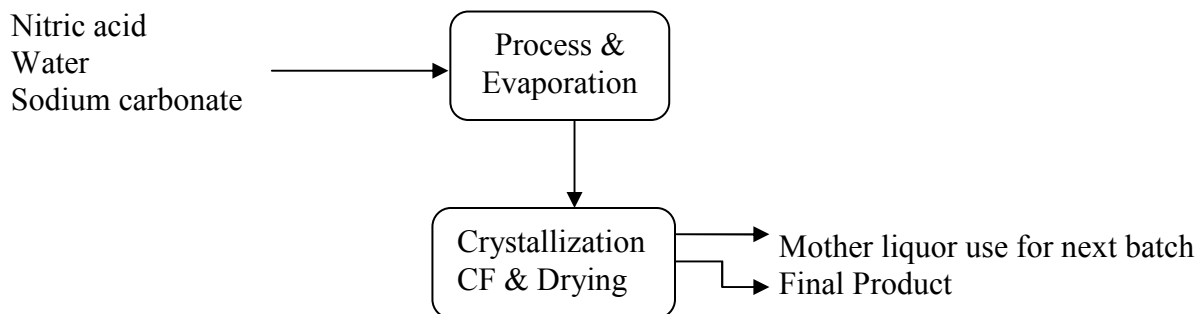 Nitric acid
Water
Sodium carbonate
Process &
Evaporation
Crystallization
CF & Drying
Mother liquor use for next batch
Final Product